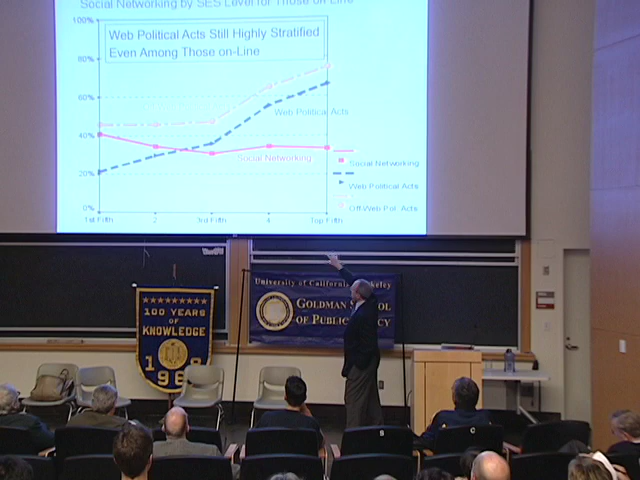 Social Networking by SES Level for Those on-Line
Web Political Acts Still Highly Stratified
Even Among Those on-Line
100%
80%
60%
40%
20%
0%
Web Political Acts
Social Networking
Social Networking
Web Political Acts
Off-Web Pol. Acts
1st Fifth
2
3rd Fifth
4
Top Fifth
University of California
GOLDMAN
OF PUBLIC
100 YEARS
OF
KNOWLEDGE
S
C